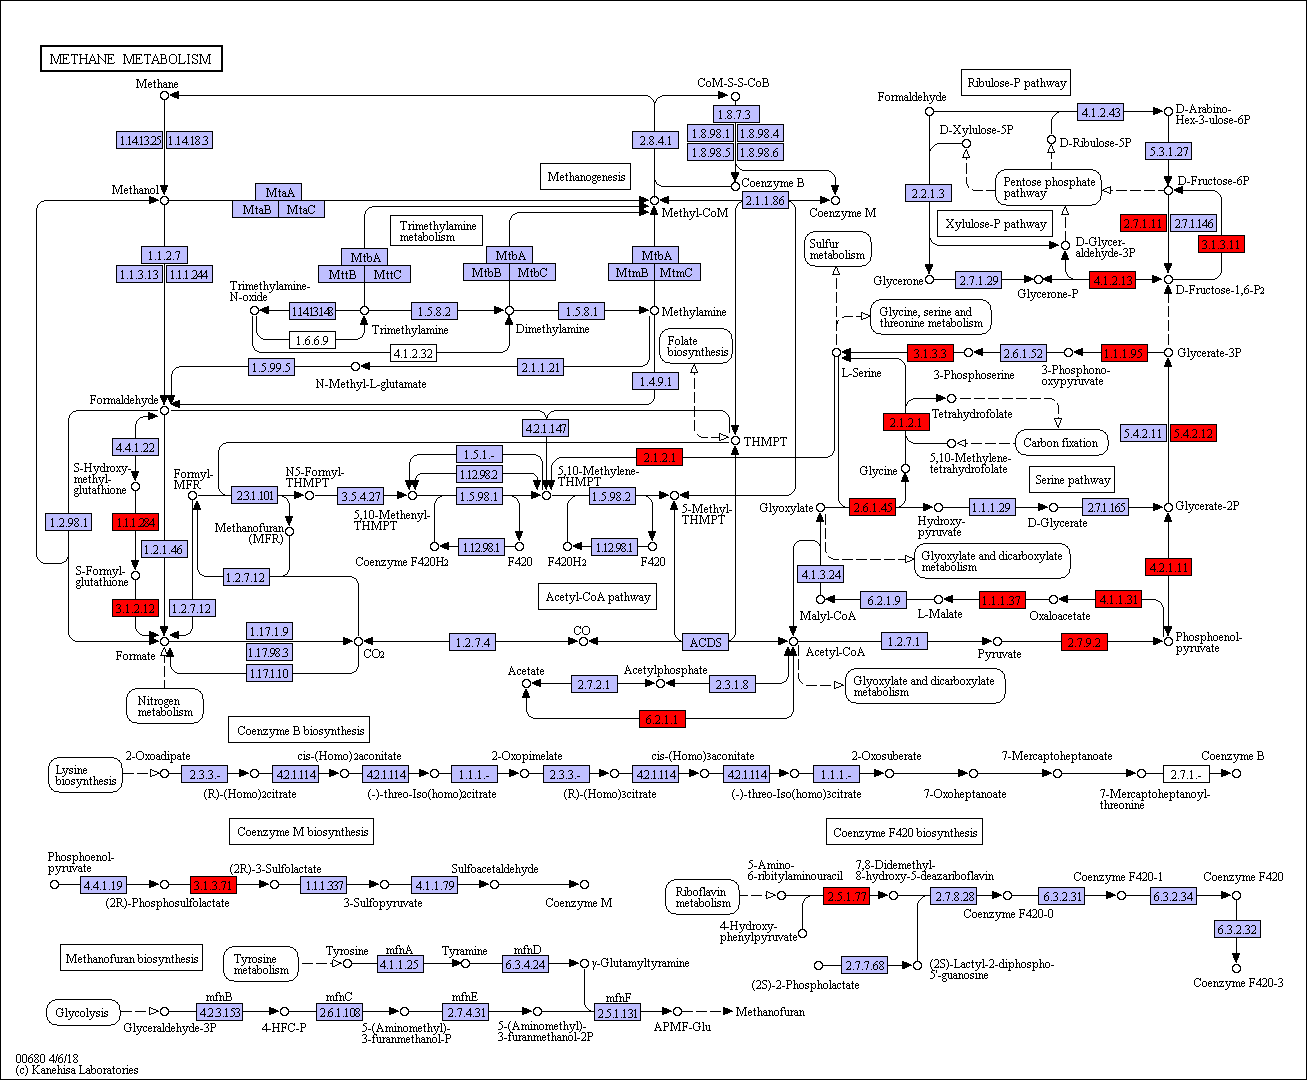 METHANE METABOLISM
Methane
CoM-S-S-CoB
Ribulose-P pathway
Formaldehyde
4.1.2.43
D-Arabino-
Hex-3-ulose-6P
1.8.7.3
1.14.13.25
1.14.18.3
2.8.4.1
1.8.98.1
1.8.98.4
1.8.98.5
1.8.98.6
D-Xylulose-5P
D-Ribulose-5P
5.3.1.27
Methanogenesis
Methanol
MtaA
MtaB
MtaC
Coenzyme B
2.1.1.86
Methyl-CoM
Coenzyme M
2.2.1.3
Pentose phosphate
pathway
D-Fructose-6P
Trimethylamine
metabolism
Xylulose-P pathway
2.7.1.11
2.7.1.146
3.1.3.11
Sulfur
metabolism
D-Glycer-
aldehyde-3P
1.1.2.7
1.1.3.13
1.1.1.244
MtbA
MttB
MttC
MtbA
MtbB
MtbC
MtbA
MtmB
MtmC
Glycerone
2.7.1.29
Glycerone-P
4.1.2.13
D-Fructose-1,6-P2
Trimethylamine-
N-oxide
1.14.13.148
Trimethylamine
1.5.8.2
Dimethylamine
1.5.8.1
Methylamine
1.6.6.9
4.1.2.32
Glycine, serine and
threonine metabolism
Folate
biosynthesis
1.5.99.5
N-Methyl-L-glutamate
2.1.1.21
1.4.9.1
L-Serine
3.1.3.3
3-Phosphoserine
2.6.1.52
3-Phosphono-
oxypyruvate
1.1.1.95
Glycerate-3P
Formaldehyde
4.2.1.147
THMPT
2.1.2.1
2.1.2.1
Tetrahydrofolate
Carbon fixation
5,10-Methylene-
tetrahydrofolate
5.4.2.11
5.4.2.12
4.4.1.22
S-Hydroxy-
methyl-
glutathione
Formyl-
MFR
2.3.1.101
N5-Formyl-
THMPT
3.5.4.27
1.5.1.-
1.12.98.2
1.5.98.1
5,10-Methylene-
THMPT
1.5.98.2
5,10-Methenyl-
THMPT
5-Methyl-
THMPT
Glycine
Serine pathway
Glyoxylate
2.6.1.45
Hydroxy-
pyruvate
1.1.1.29
D-Glycerate
2.7.1.165
Glycerate-2P
1.2.98.1
1.1.1.284
Methanofuran
(MFR)
1.2.1.46
Coenzyme F420H2
1.12.98.1
F420
F420H2
1.12.98.1
F420
S-Formyl-
glutathione
1.2.7.12
Glyoxylate and dicarboxylate
metabolism
4.1.3.24
4.2.1.11
3.1.2.12
1.2.7.12
Acetyl-CoA pathway
Malyl-CoA
6.2.1.9
L-Malate
1.1.1.37
Oxaloacetate
4.1.1.31
Formate
1.17.1.9
1.17.98.3
1.17.1.10
CO2
1.2.7.4
CO
ACDS
Acetyl-CoA
1.2.7.1
Pyruvate
2.7.9.2
Phosphoenol-
pyruvate
Acetate
2.7.2.1
Acetylphosphate
2.3.1.8
6.2.1.1
Glyoxylate and dicarboxylate
metabolism
Nitrogen
metabolism
Coenzyme B biosynthesis
Lysine
biosynthesis
2-Oxoadipate
2.3.3.-
(R)-(Homo)2citrate
4.2.1.114
cis-(Homo)2aconitate
4.2.1.114
(-)-threo-Iso(homo)2citrate
1.1.1.-
2-Oxopimelate
2.3.3.-
(R)-(Homo)3citrate
4.2.1.114
cis-(Homo)3aconitate
4.2.1.114
(-)-threo-Iso(homo)3citrate
1.1.1.-
2-Oxosuberate
7-Oxoheptanoate
7-Mercaptoheptanoate
7-Mercaptoheptanoyl-
threonine
2.7.1.-
Coenzyme B
Coenzyme M biosynthesis
Phosphoenol-
pyruvate
4.4.1.19
(2R)-Phosphosulfolactate
3.1.3.71
(2R)-3-Sulfolactate
1.1.1.337
3-Sulfopyruvate
4.1.1.79
Sulfoacetaldehyde
Coenzyme M
Coenzyme F420 biosynthesis
Riboflavin
metabolism
5-Amino-
6-ribitylaminouracil
2.5.1.77
7,8-Didemethyl-
8-hydroxy-5-deazariboflavin
4-Hydroxy-
phenylpyruvate
2.7.8.28
Coenzyme F420-0
6.3.2.31
Coenzyme F420-1
6.3.2.34
Coenzyme F420
6.3.2.32
Coenzyme F420-3
(2S)-2-Phospholactate
2.7.7.68
(2S)-Lactyl-2-diphospho-
5'-guanosine
Methanofuran biosynthesis
Tyrosine
metabolism
Tyrosine
mfnA
4.1.1.25
Tyramine
mfnD
6.3.4.24
γ-Glutamyltyramine
Glycolysis
Glyceraldehyde-3P
mfnB
4.2.3.153
4-HFC-P
mfnC
2.6.1.108
5-(Aminomethyl)-
3-furanmethanol-P
mfnE
2.7.4.31
5-(Aminomethyl)-
3-furanmethanol-2P
mfnF
2.5.1.131
APMF-Glu
Methanofuran
00680 4/6/18
(c) Kanehisa Laboratories